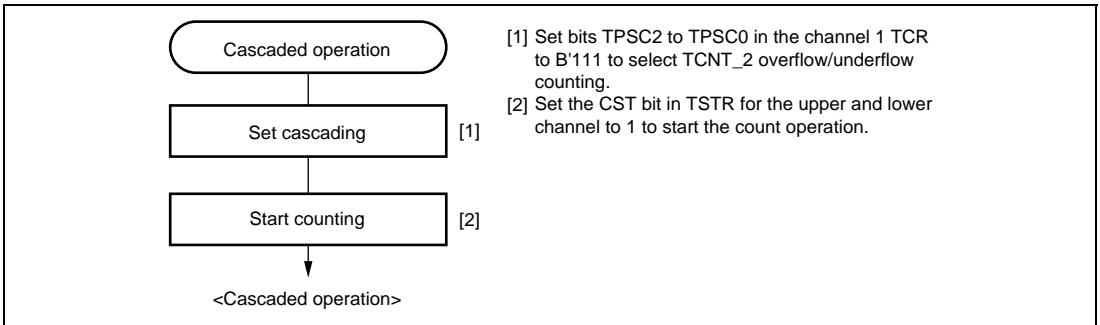 Cascaded operation
Set cascading [1]
Start counting [2]
<Cascaded operation>
[1] Set bits TPSC2 to TPSC0 in the channel 1 TCR
to B'111 to select TCNT_2 overflow/underflow
counting.
[2] Set the CST bit in TSTR for the upper and lower
channel to 1 to start the count operation.